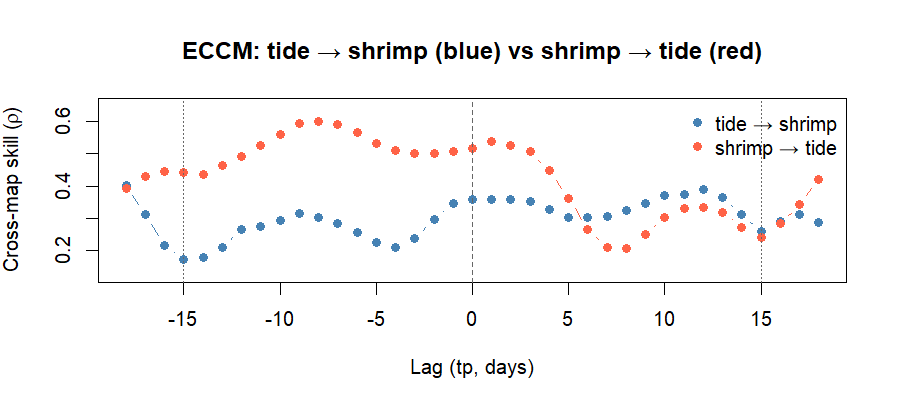 ECCM: tide → shrimp (blue) vs shrimp → tide (red)
Cross-map skill (ρ)
0.6
0.4
0.2
tide → shrimp
shrimp → tide
-15 -10 -5 0 5 10 15
Lag (tp, days)